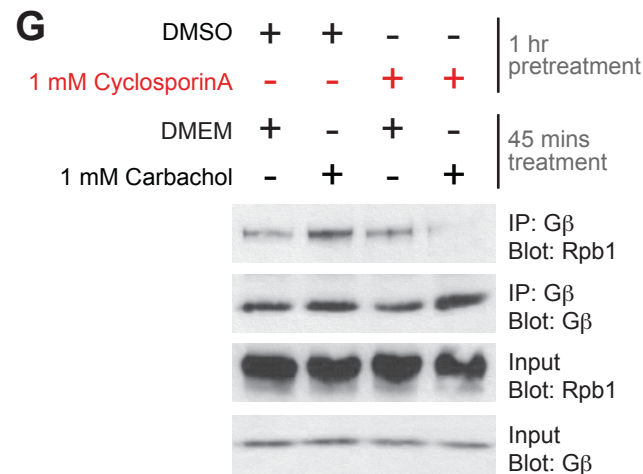 G
DMSO + + - -
1 hr
pretreatment
1 mM CyclosporinA - - + +
DMEM + - + -
45 mins
treatment
1 mM Carbachol - + - +
IP: Gβ
Blot: Rpb1
IP: Gβ
Blot: Gβ
Input
Blot: Rpb1
Input
Blot: Gβ